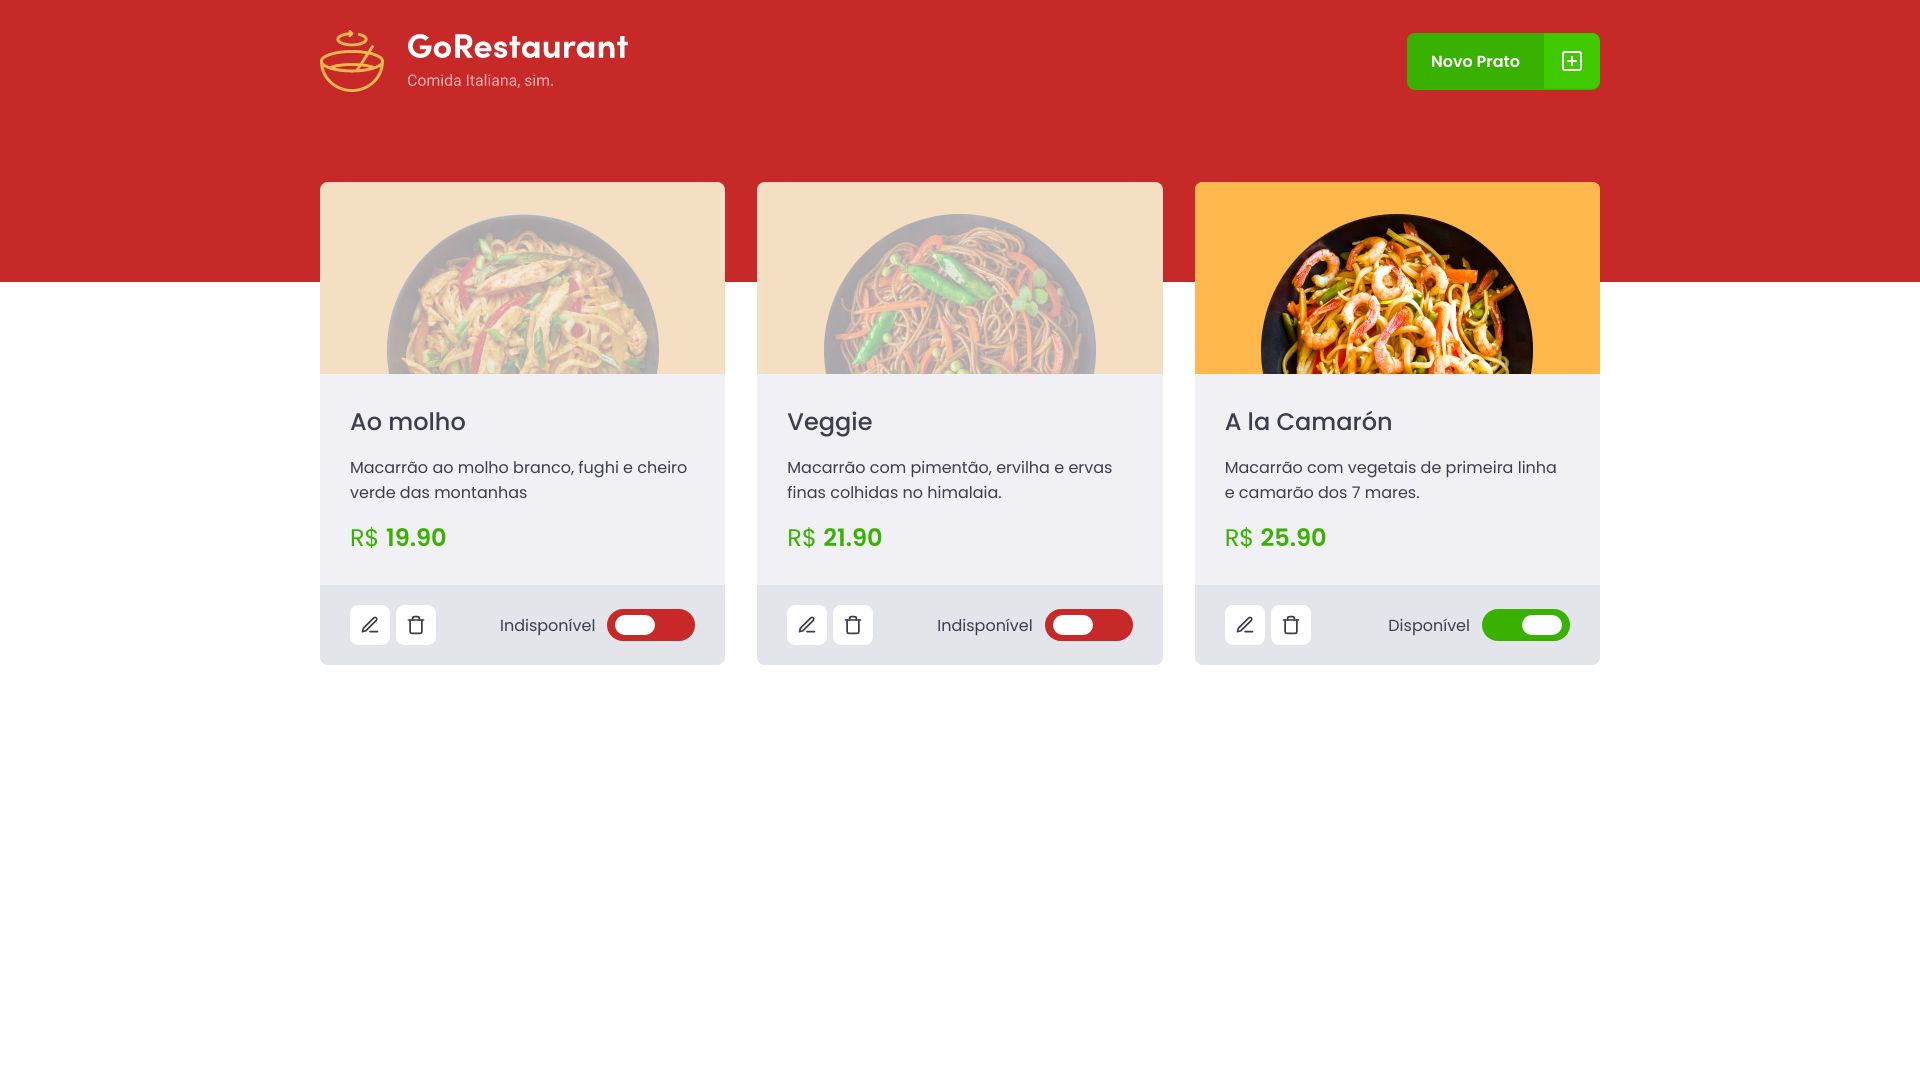 GoRestaurant
Comida Italiana, sim.
Novo Prato
Ao molho
Macarrão ao molho branco, fughi e cheiro
verde das montanhas
R$ 19.90
Indisponível
Veggie
Macarrão com pimentão, ervilha e ervas
finas colhidas no himalaia.
R$ 21.90
Indisponível
A la Camarón
Macarrão com vegetais de primeira linha
e camarão dos 7 mares.
R$ 25.90
Disponível